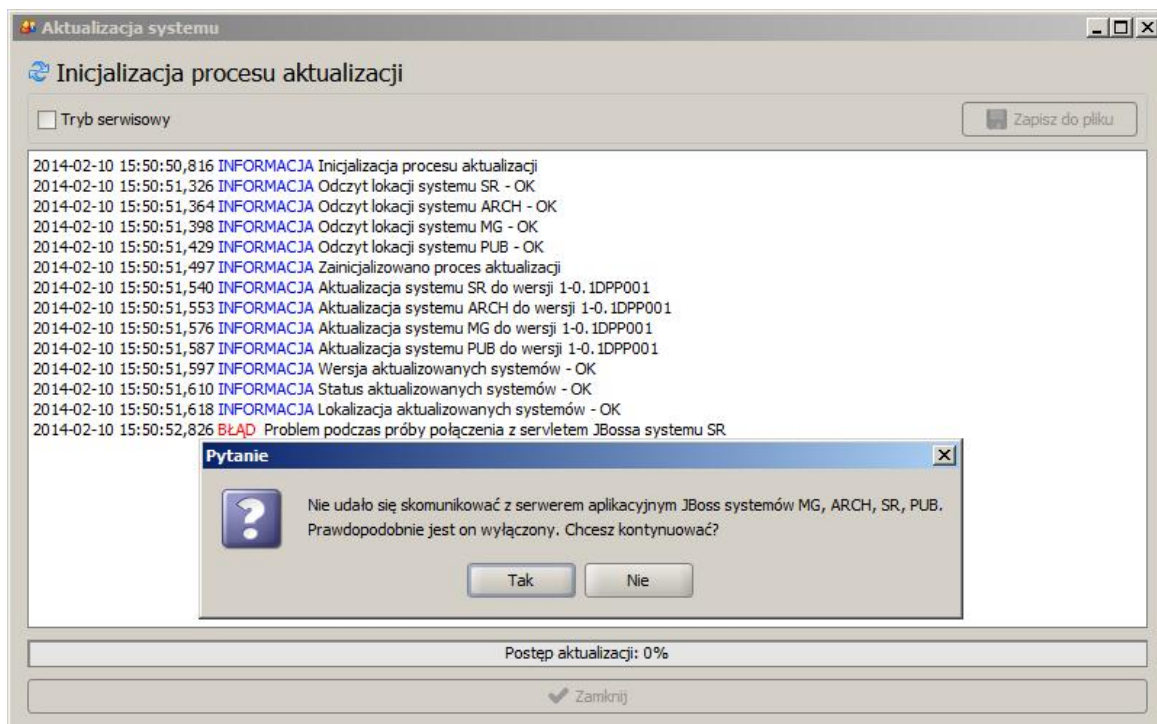 Aktualizacja systemu
Inicjalizacja procesu aktualizacji
Tryb serwisowy
Zapisz do pliku
2014-02-10 15:50:50,816 INFORMACJA Inicjalizacja procesu aktualizacji
2014-02-10 15:50:51,326 INFORMACJA Odczyt lokacji systemu SR - OK
2014-02-10 15:50:51,364 INFORMACJA Odczyt lokacji systemu ARCH - OK
2014-02-10 15:50:51,398 INFORMACJA Odczyt lokacji systemu MG - OK
2014-02-10 15:50:51,429 INFORMACJA Odczyt lokacji systemu PUB - OK
2014-02-10 15:50:51,497 INFORMACJA Zainicjalizowano proces aktualizacji
2014-02-10 15:50:51,540 INFORMACJA Aktualizacja systemu SR do wersji 1-0.1DPP001
2014-02-10 15:50:51,553 INFORMACJA Aktualizacja systemu ARCH do wersji 1-0.1DPP001
2014-02-10 15:50:51,576 INFORMACJA Aktualizacja systemu MG do wersji 1-0.1DPP001
2014-02-10 15:50:51,587 INFORMACJA Aktualizacja systemu PUB do wersji 1-0.1DPP001
2014-02-10 15:50:51,597 INFORMACJA Wersja aktualizowanych systemów - OK
2014-02-10 15:50:51,610 INFORMACJA Status aktualizowanych systemów - OK
2014-02-10 15:50:51,618 INFORMACJA Lokalizacja aktualizowanych systemów - OK
2014-02-10 15:50:52,826 BŁĄD Problem podczas próby połączenia z servletem JBossa systemu SR
Pytanie
Nie udało się skomunikować z serwerem aplikacyjnym JBoss systemów MG, ARCH, SR, PUB.
Prawdopodobnie jest on wyłączony. Chcesz kontynuować?
Tak
Nie
Postęp aktualizacji: 0%
Zamknij